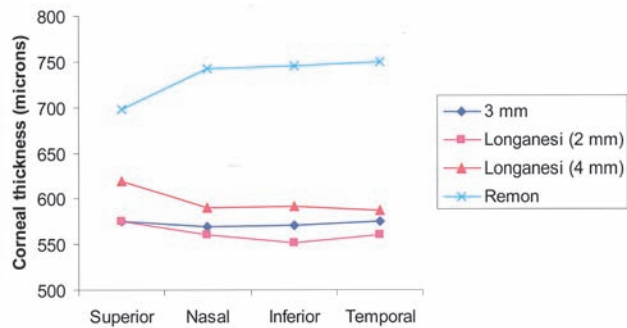 Corneal thickness (microns)
800
750
700
650
600
550
500
Superior
Nasal
Inferior
Temporal
3 mm
Longanesi (2 mm)
Longanesi (4 mm)
Remon